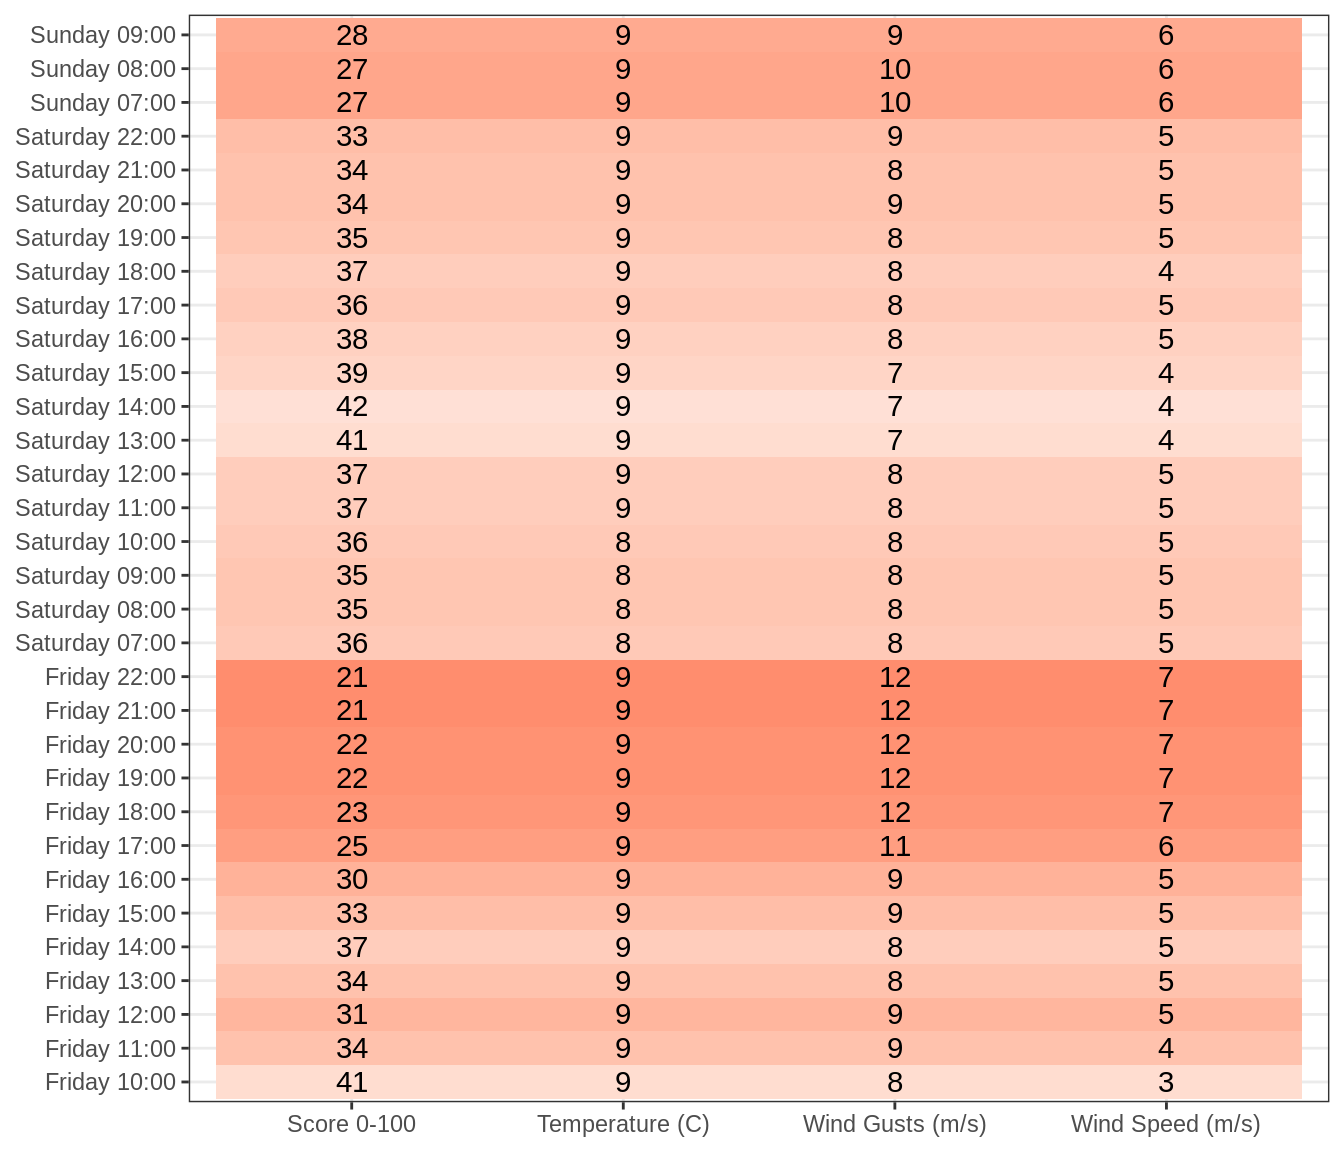 Sunday 09:00 28 9 9 6
Sunday 08:00 27 9 10 6
Sunday 07:00 27 9 10 6
Saturday 22:00 33 9 9 5
Saturday 21:00 34 9 8 5
Saturday 20:00 34 9 9 5
Saturday 19:00 35 9 8 5
Saturday 18:00 37 9 8 4
Saturday 17:00 36 9 8 5
Saturday 16:00 38 9 8 5
Saturday 15:00 39 9 7 4
Saturday 14:00 42 9 7 4
Saturday 13:00 41 9 7 4
Saturday 12:00 37 9 8 5
Saturday 11:00 37 9 8 5
Saturday 10:00 36 8 8 5
Saturday 09:00 35 8 8 5
Saturday 08:00 35 8 8 5
Saturday 07:00 36 8 8 5
Friday 22:00 21 9 12 7
Friday 21:00 21 9 12 7
Friday 20:00 22 9 12 7
Friday 19:00 22 9 12 7
Friday 18:00 23 9 12 7
Friday 17:00 25 9 11 6
Friday 16:00 30 9 9 5
Friday 15:00 33 9 9 5
Friday 14:00 37 9 8 5
Friday 13:00 34 9 8 5
Friday 12:00 31 9 9 5
Friday 11:00 34 9 9 4
Friday 10:00 41 9 8 3
Score 0-100 Temperature (C) Wind Gusts (m/s) Wind Speed (m/s)